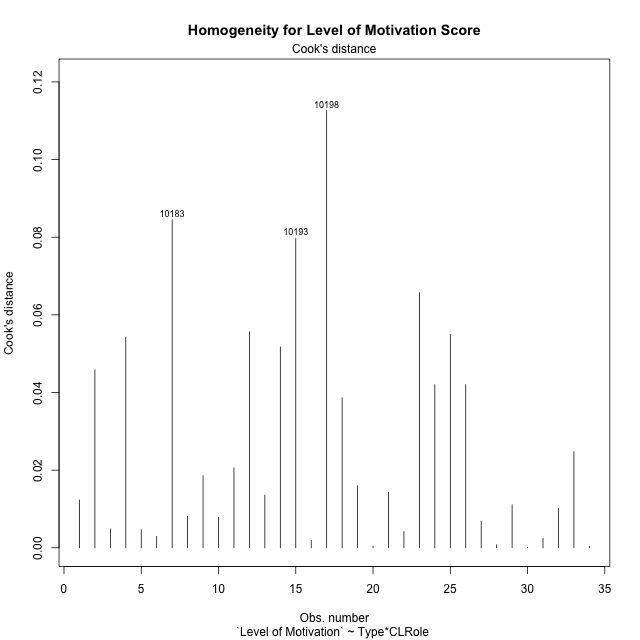 Homogeneity for Level of Motivation Score
Cook's distance
Cook's distance
0.12
0.10
0.08
0.06
0.04
0.02
0.00
10198
10183
10193
0 5 10 15 20 25 30 35
Obs. number
`Level of Motivation` ~ Type*CLRole